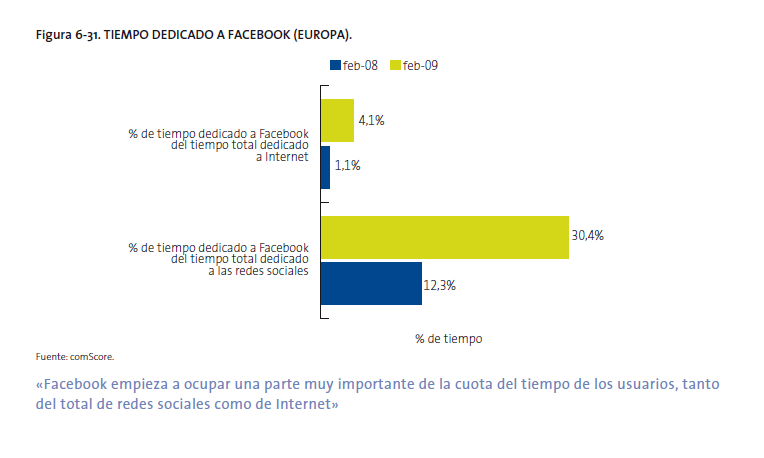 Figura 6-31. TIEMPO DEDICADO A FACEBOOK (EUROPA).
feb-08 feb-09
% de tiempo dedicado a Facebook
del tiempo total dedicado
a Internet
4,1%
1,1%
% de tiempo dedicado a Facebook
del tiempo total dedicado
a las redes sociales
30,4%
12,3%
% de tiempo
Fuente: comScore.
«Facebook empieza a ocupar una parte muy importante de la cuota del tiempo de los usuarios, tanto
del total de redes sociales como de Internet»